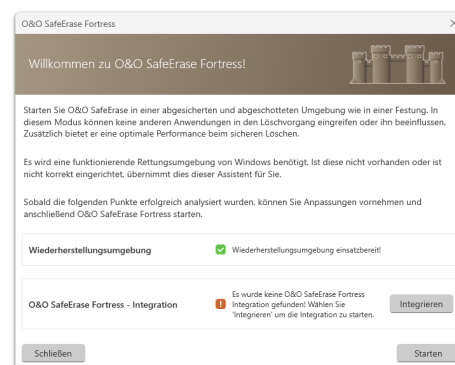 O&O SafeErase Fortress
Willkommen zu O&O SafeErase Fortress!
Starten Sie O&O SafeErase in einer abgesicherten und abgeschotteten Umgebung wie in einer Festung. In
diesem Modus können keine anderen Anwendungen in den Löschvorgang eingreifen oder ihn beeinflussen.
Zusätzlich bietet er eine optimale Performance beim sicheren Löschen.
Es wird eine funktionierende Rettungsumgebung von Windows benötigt. Ist diese nicht vorhanden oder ist
nicht korrekt eingerichtet, übernimmt dies dieser Assistent für Sie.
Sobald die folgenden Punkte erfolgreich analysiert wurden, können Sie Anpassungen vornehmen und
anschließend O&O SafeErase Fortress starten.
Wiederherstellungsumgebung
Wiederherstellungsumgebung einsatzbereit!
O&O SafeErase Fortress - Integration
Es wurde keine O&O SafeErase Fortress
Integration gefunden! Wählen Sie
'Integrieren' um die Integration zu starten.
Integrieren
Schließen
Starten